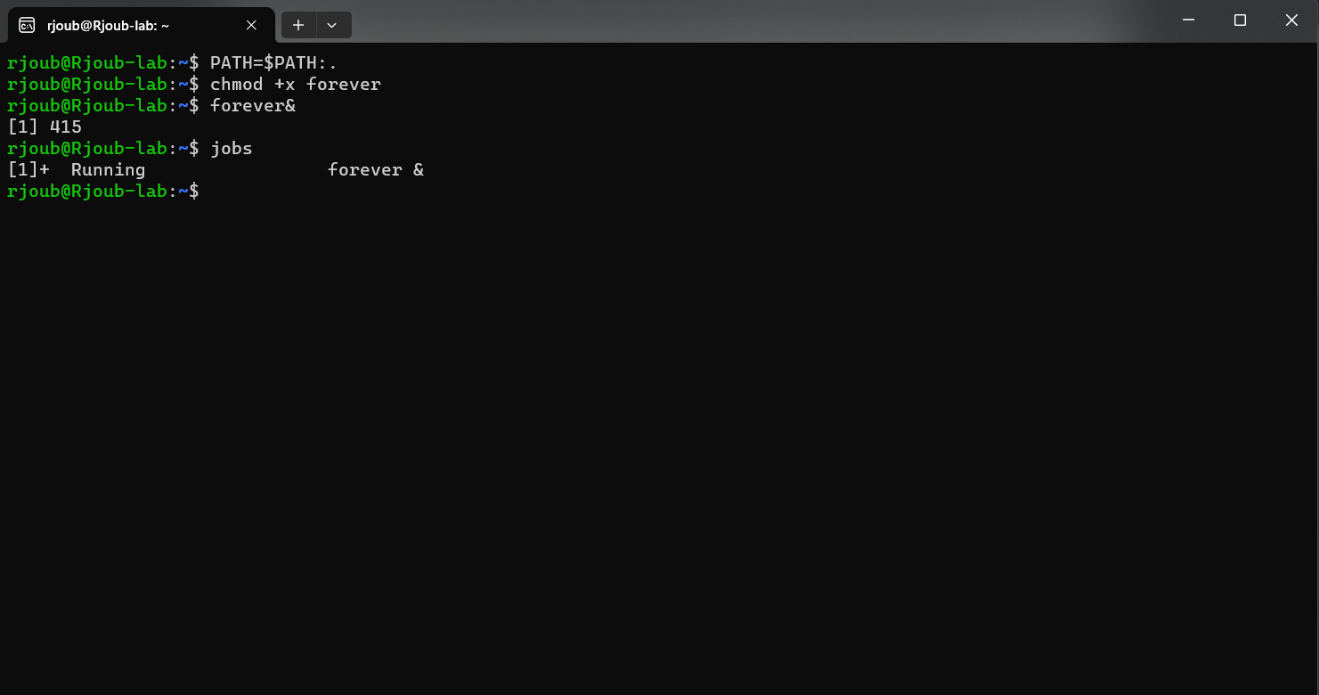 rjoub@Rjoub-lab: ~
rjoub@Rjoub-lab:~$ PATH=$PATH:.
rjoub@Rjoub-lab:~$ chmod +x forever
rjoub@Rjoub-lab:~$ forever&
[1] 415
rjoub@Rjoub-lab:~$ jobs
[1]+  Running                 forever &
rjoub@Rjoub-lab:~$